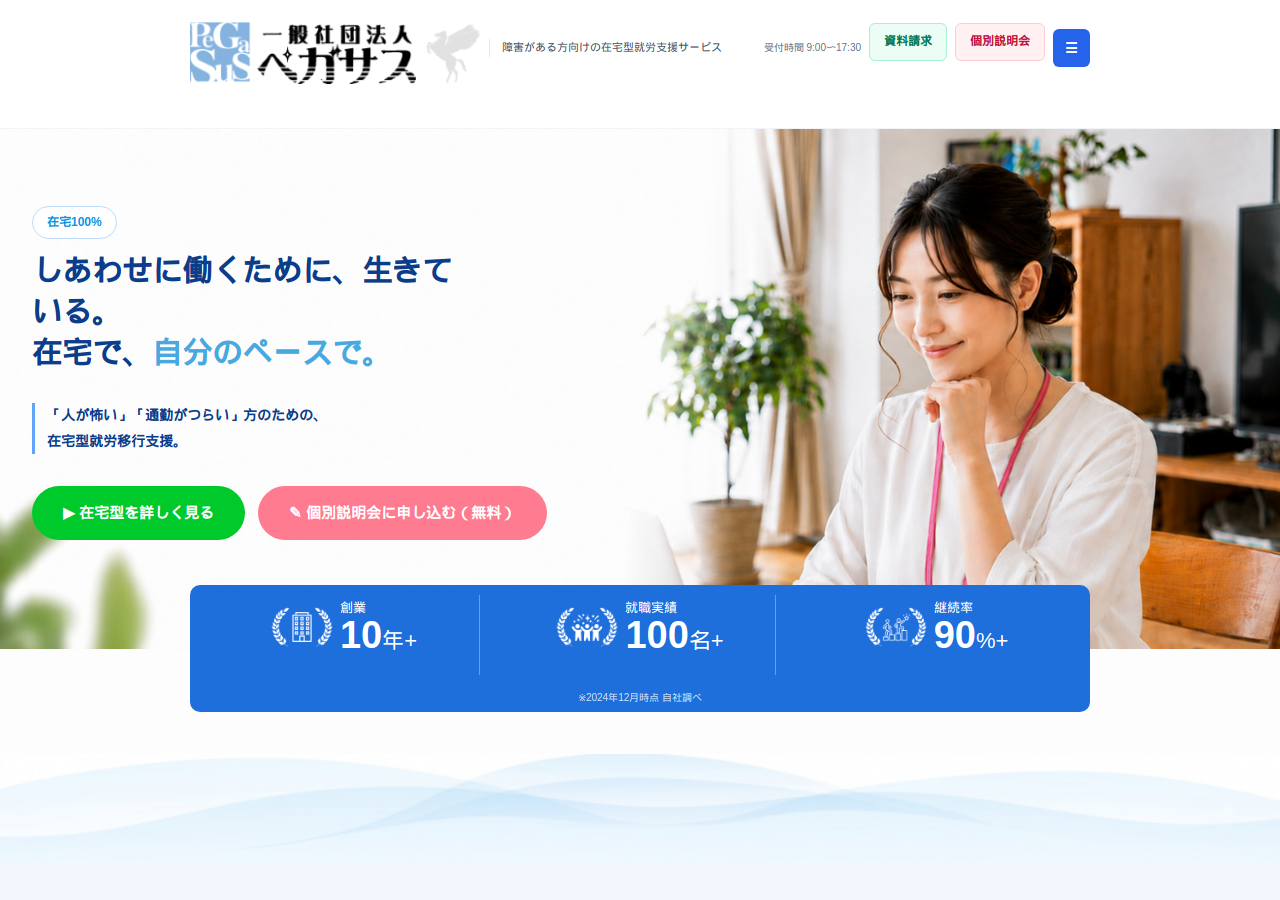 PeGaSuS
一般社団法人
ペガサス
障害がある方向けの在宅型就労支援サービス
受付時間 9:00〜17:30
資料請求
個別説明会
☰
在宅100%
しあわせに働くために、生きて
いる。
在宅で、自分のペースで。
「人が怖い」「通勤がつらい」方のための、
在宅型就労移行支援。
▶ 在宅型を詳しく見る
✎ 個別説明会に申し込む（無料）
創業
10年+
就職実績
100名+
継続率
90%+
※2024年12月時点 自社調べ